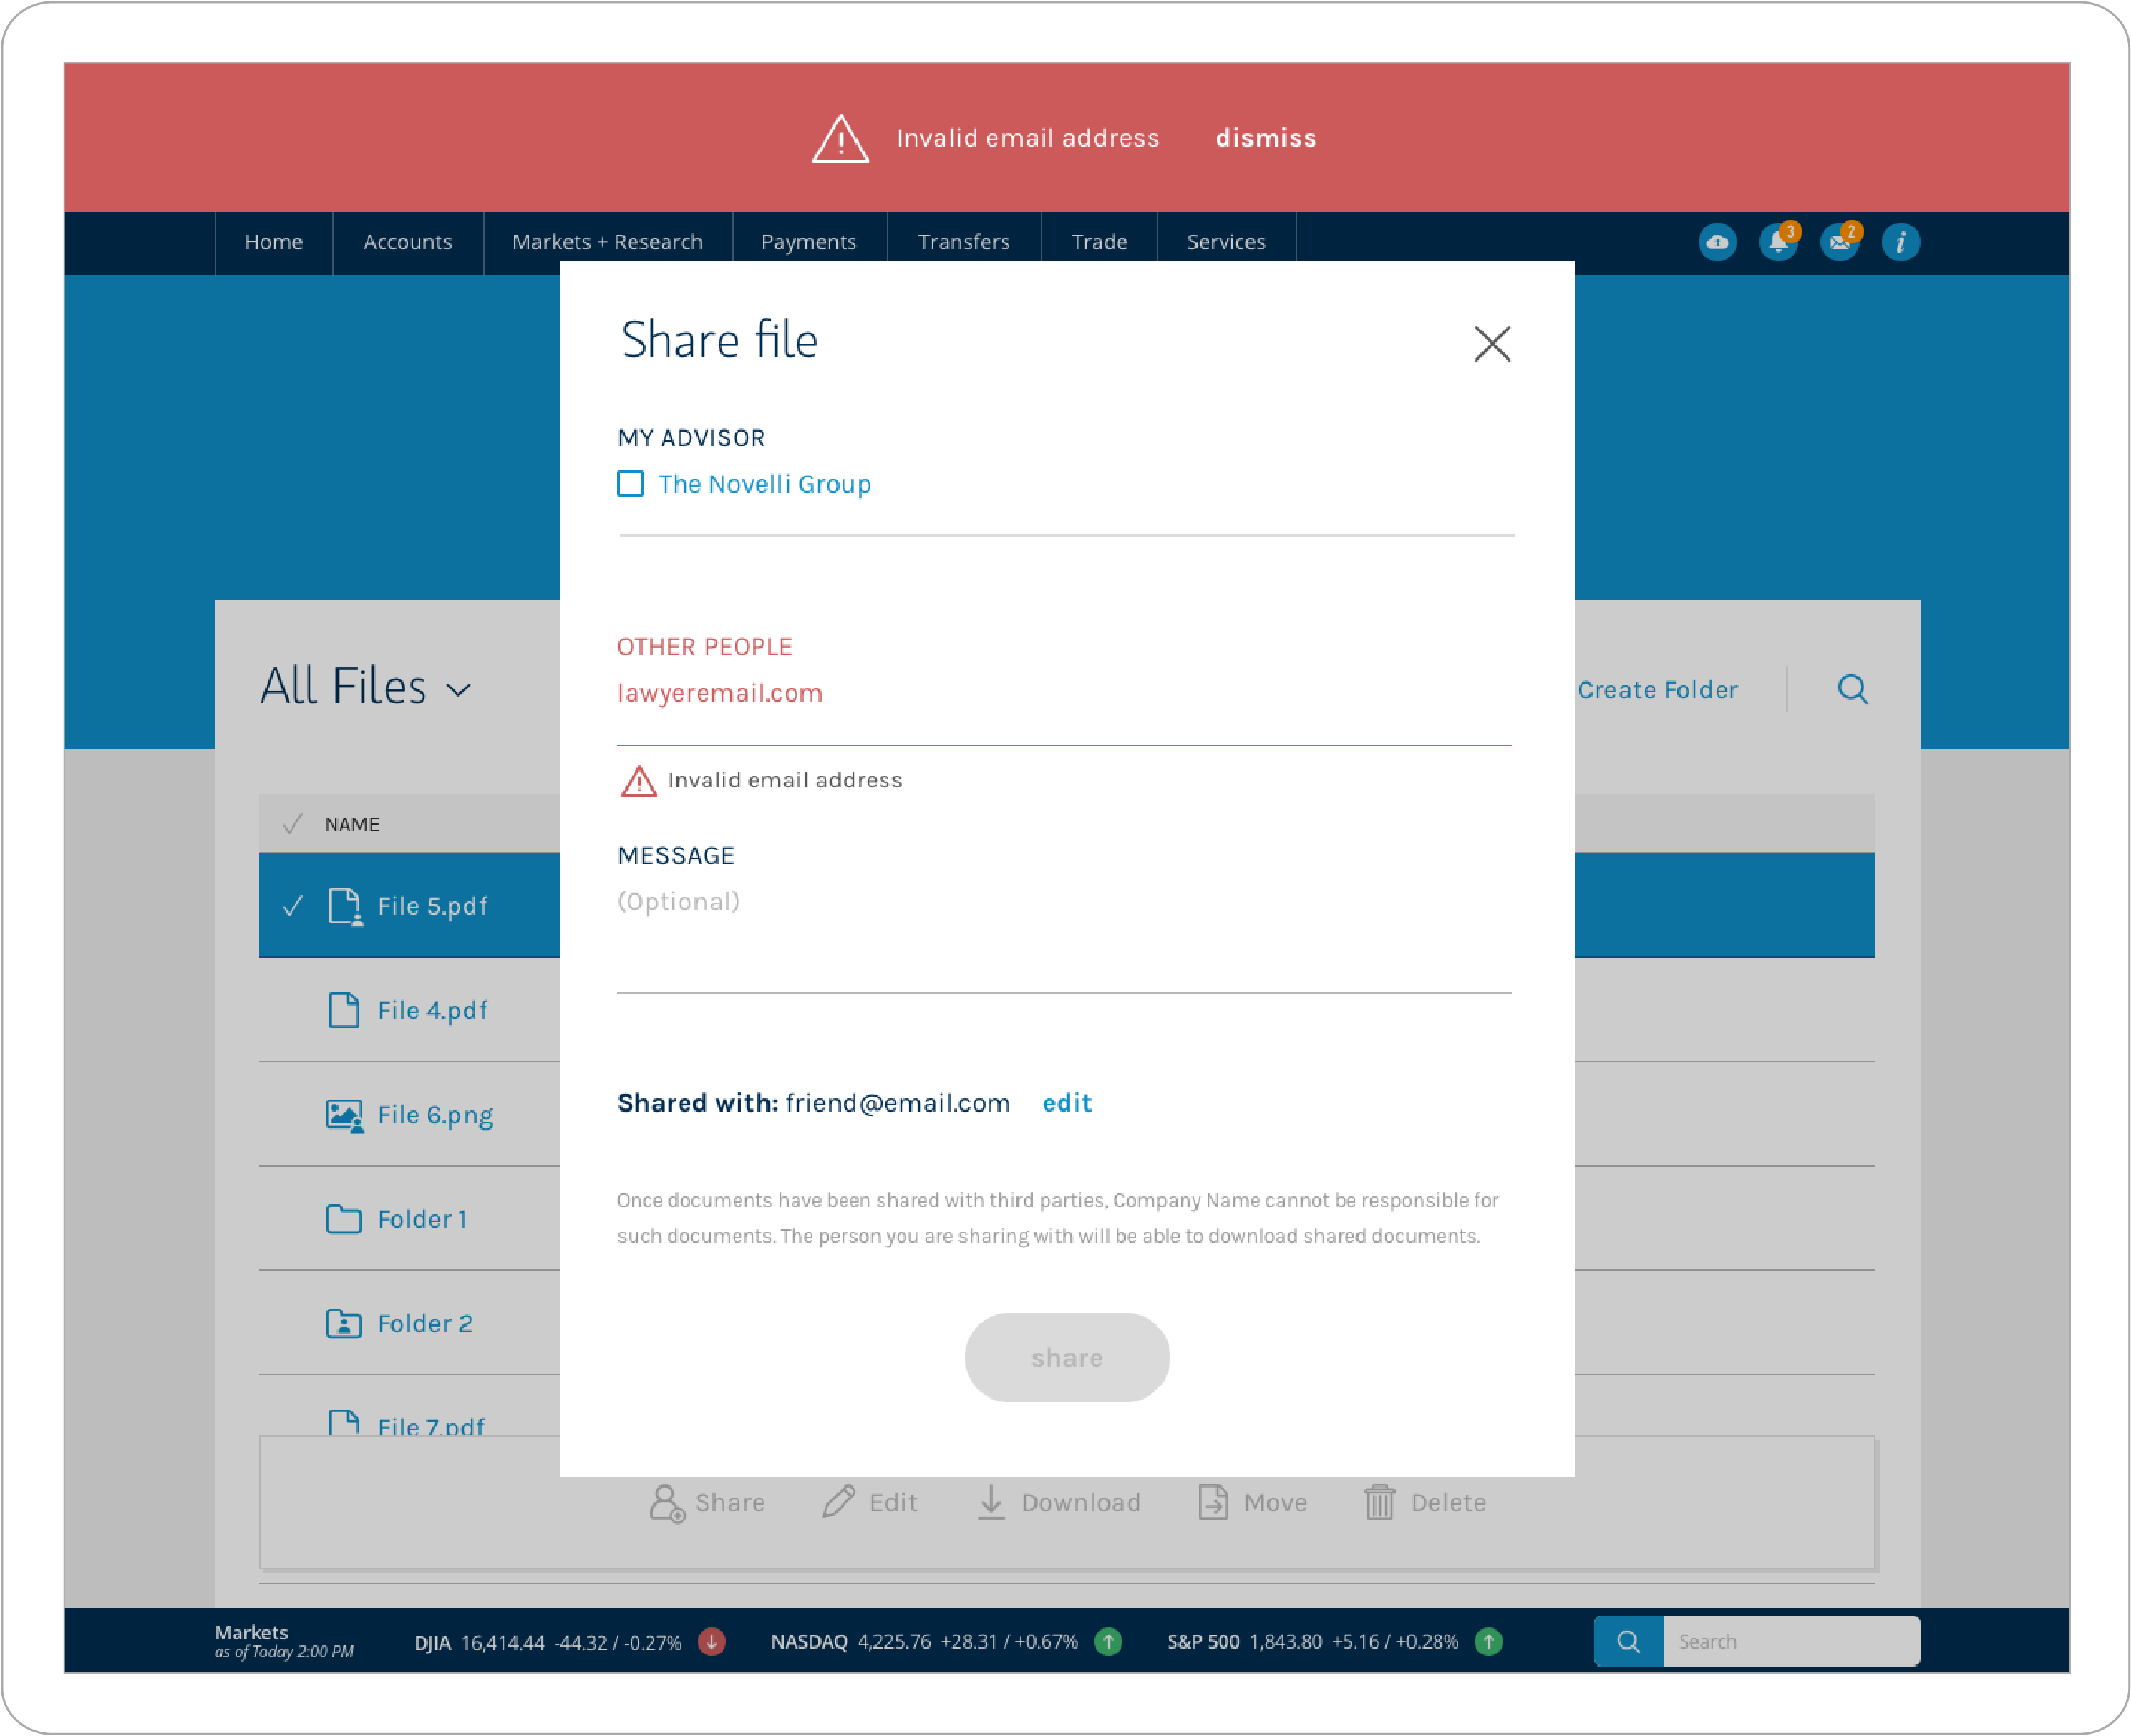 Invalid email address dismiss
Home Accounts Markets + Research Payments Transfers Trade Services 3 2 i
Share file
MY ADVISOR
The Novelli Group
OTHER PEOPLE
lawyeremail.com
Invalid email address
MESSAGE
(Optional)
Shared with: friend@email.com edit
Once documents have been shared with third parties, Company Name cannot be responsible for
such documents. The person you are sharing with will be able to download shared documents.
share
All Files
Create Folder
NAME
File 5.pdf
File 4.pdf
File 6.png
Folder 1
Folder 2
File 7.pdf
Share Edit Download Move Delete
Markets
as of Today 2:00 PM
DJIA 16,414.44 -44.32 / -0.27% NASDAQ 4,225.76 +28.31 / +0.67% S&P 500 1,843.80 +5.16 / +0.28% Search